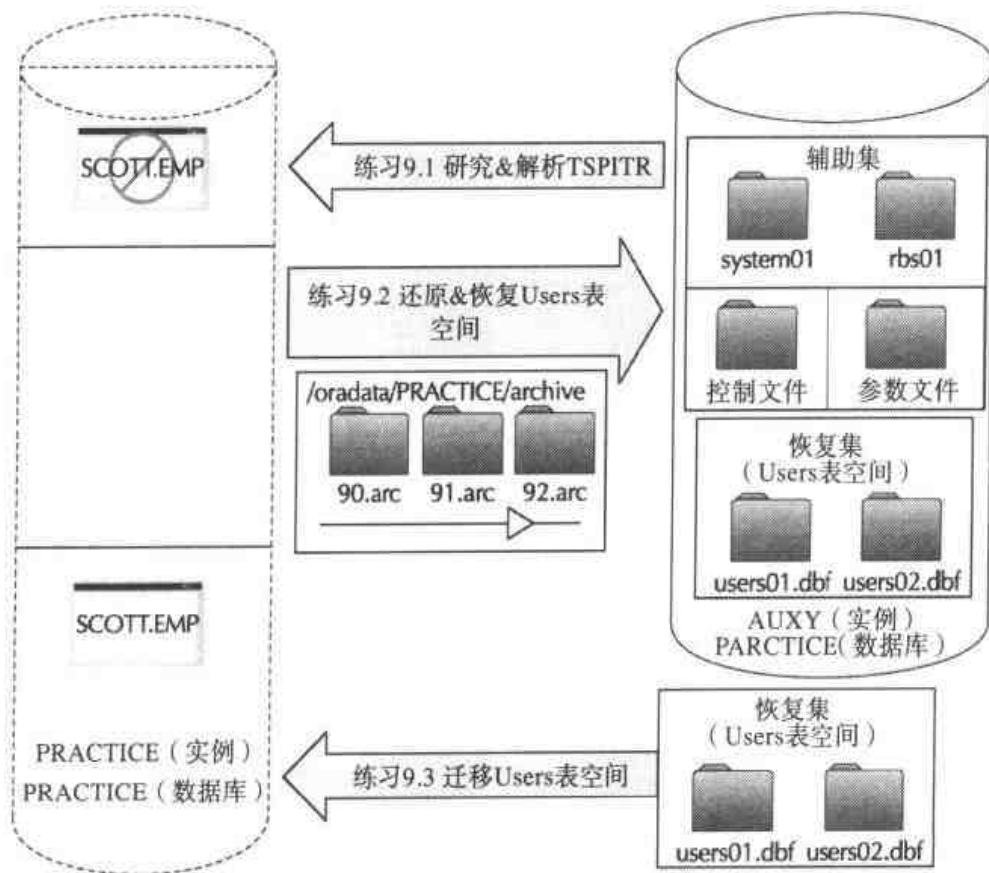 SCOTT.EMP
练习9.1 研究&解析TSPITR
辅助集
system01
rbs01
练习9.2 还原&恢复Users表
空间
控制文件
参数文件
/oradata/PRACTICE/archive
90.arc
91.arc
92.arc
恢复集
（Users表空间）
users01.dbf
users02.dbf
AUXY（实例）
PARCTICE（数据库）
SCOTT.EMP
PRACTICE（实例）
PRACTICE（数据库）
练习9.3 迁移Users表空间
恢复集
（Users表空间）
users01.dbf
users02.dbf